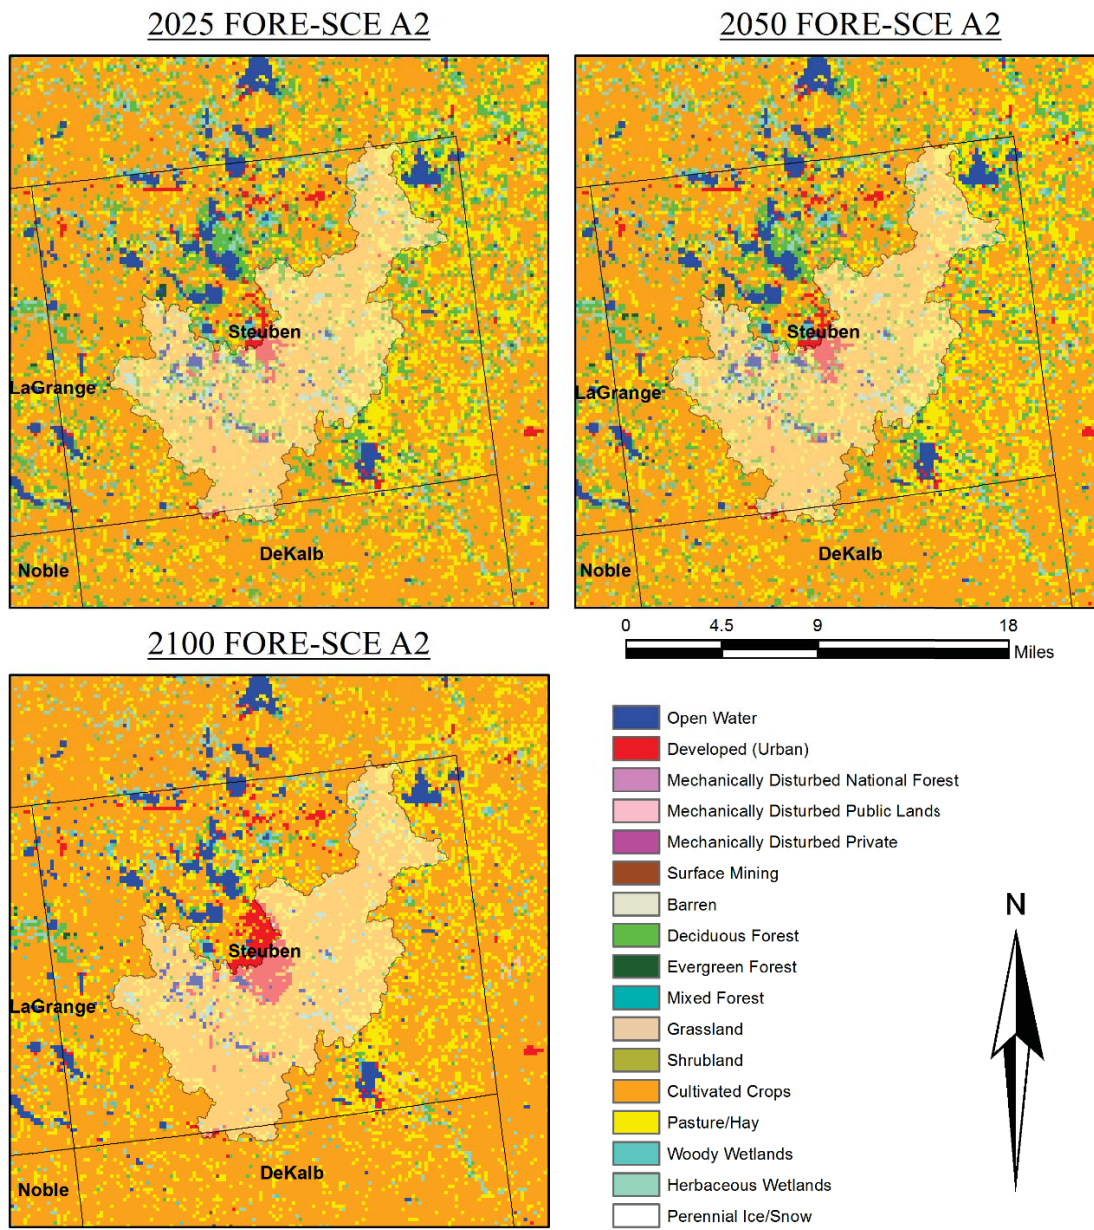 2025 FORE-SCE A2
2050 FORE-SCE A2
Steuben
LaGrange
DeKalb
Noble
Steuben
LaGrange
DeKalb
Noble
2100 FORE-SCE A2
0 4.5 9 18
Miles
Steuben
LaGrange
DeKalb
Noble
Open Water
Developed (Urban)
Mechanically Disturbed National Forest
Mechanically Disturbed Public Lands
Mechanically Disturbed Private
Surface Mining
Barren
Deciduous Forest
Evergreen Forest
Mixed Forest
Grassland
Shrubland
Cultivated Crops
Pasture/Hay
Woody Wetlands
Herbaceous Wetlands
Perennial Ice/Snow
N